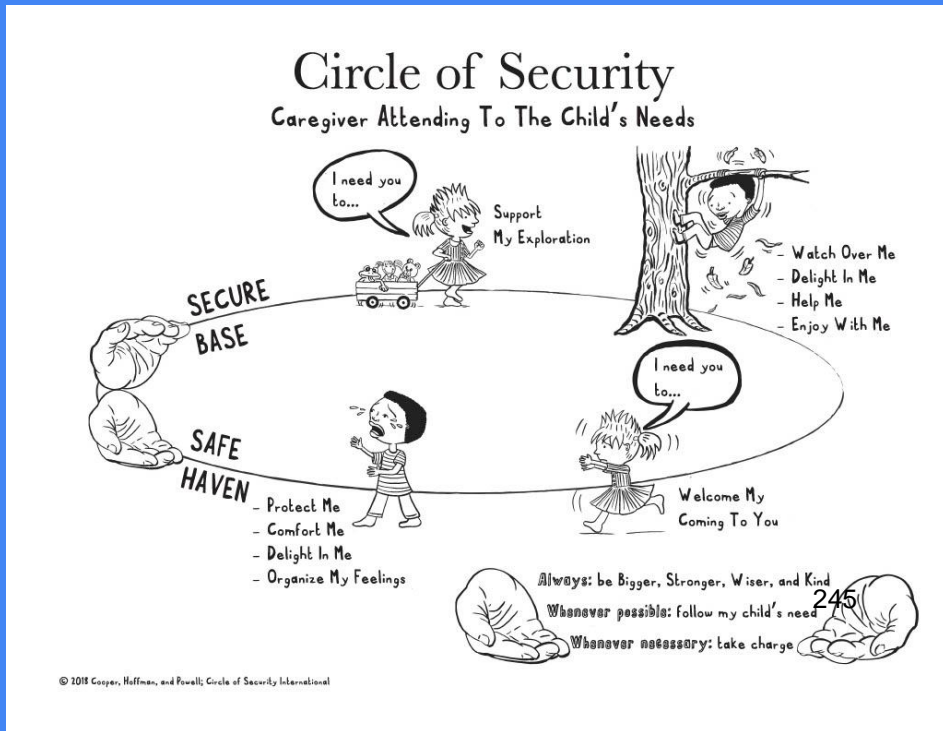 Circle of Security
Caregiver Attending To The Child's Needs
I need you
to...
Support
My Exploration
- Watch Over Me
- Delight In Me
- Help Me
- Enjoy With Me
SECURE
BASE
I need you
to...
SAFE
HAVEN
- Protect Me
- Comfort Me
- Delight In Me
- Organize My Feelings
Welcome My
Coming To You
Always: be Bigger, Stronger, Wiser, and Kind
Whenever possible: follow my child's need
Whenever necessary: take charge
245
© 2018 Cooper, Hoffman, and Powell; Circle of Security International